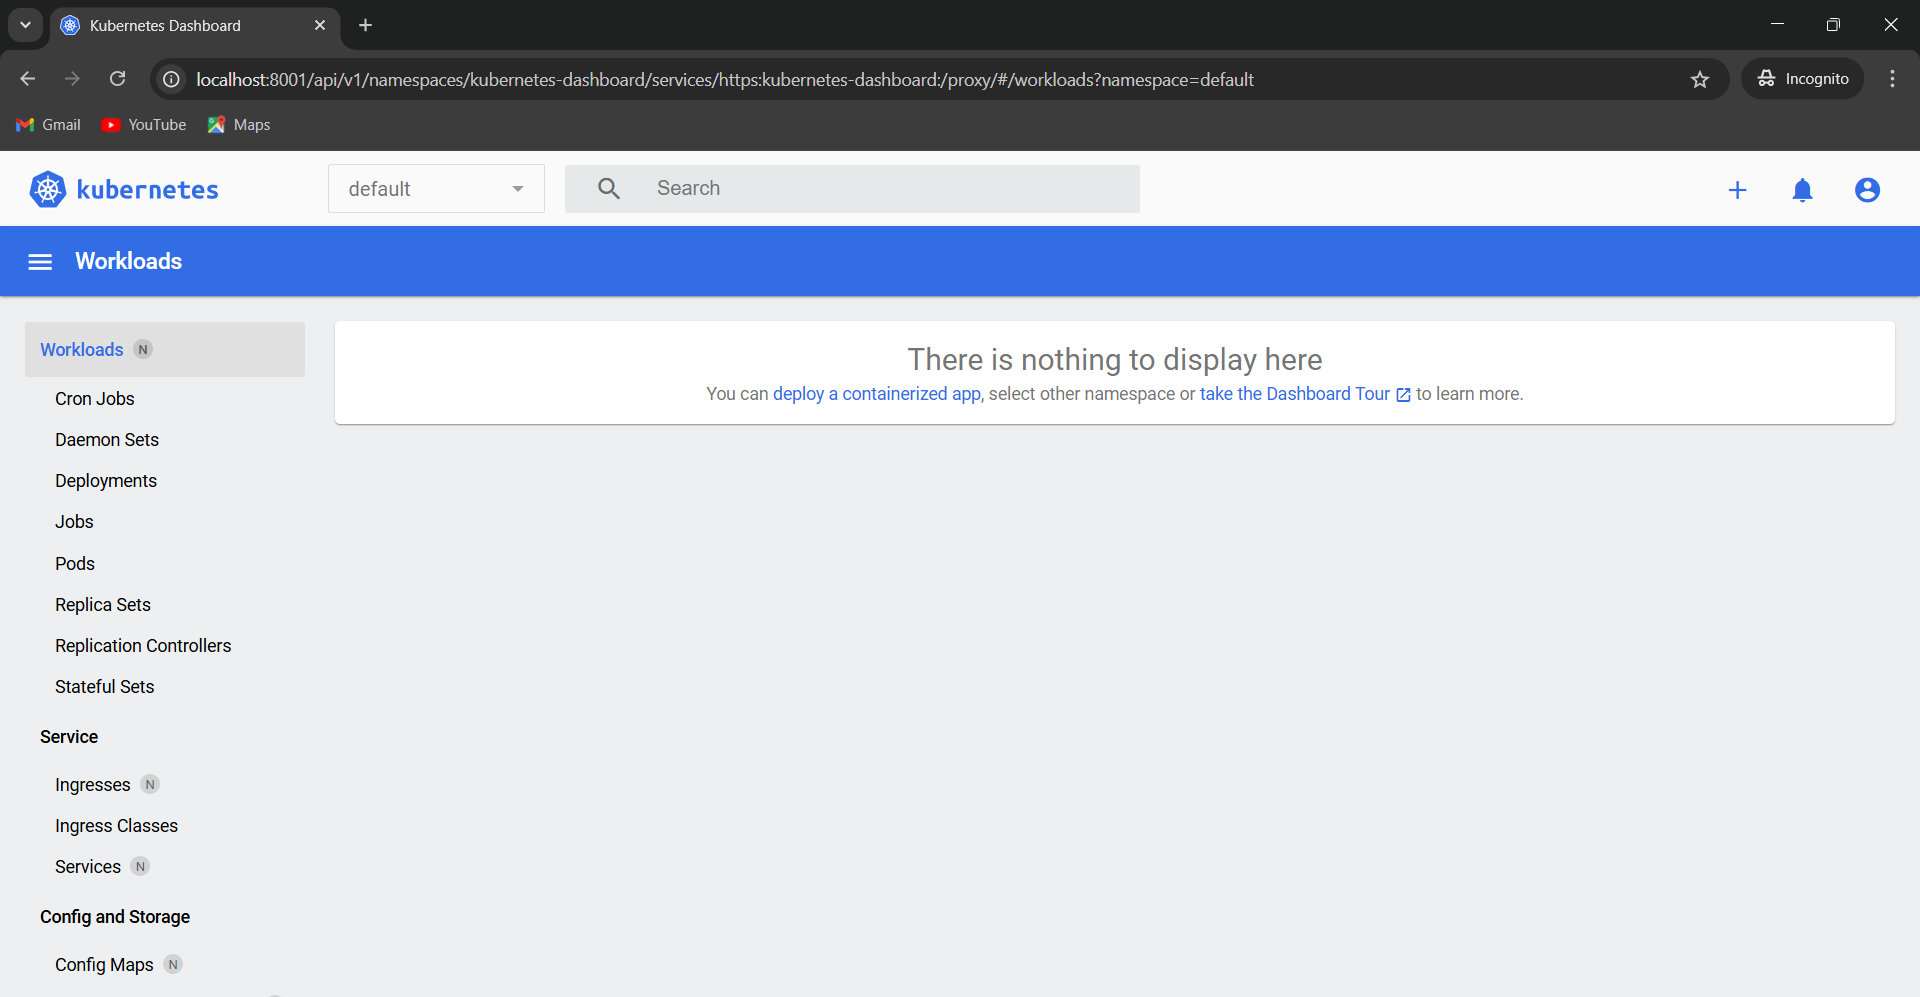 Kubernetes Dashboard
localhost:8001/api/v1/namespaces/kubernetes-dashboard/services/https:kubernetes-dashboard:/proxy/#/workloads?namespace=default
Incognito
Gmail
YouTube
Maps
kubernetes
default
Search
Workloads
Workloads N
Cron Jobs
Daemon Sets
Deployments
Jobs
Pods
Replica Sets
Replication Controllers
Stateful Sets
Service
Ingresses N
Ingress Classes
Services N
Config and Storage
Config Maps N
There is nothing to display here
You can deploy a containerized app, select other namespace or take the Dashboard Tour to learn more.